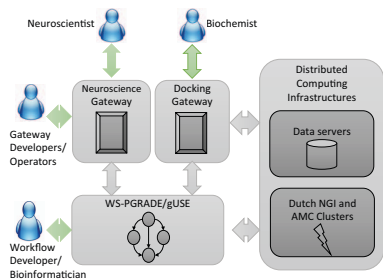 Neuroscientist
Biochemist
Neuroscience
Gateway
Docking
Gateway
Distributed
Computing
Infrastructures
Gateway
Developers/
Operators
Data servers
WS-PGRADE/gUSE
Dutch NGI and
AMC Clusters
Workflow
Developer/
Bioinformatician